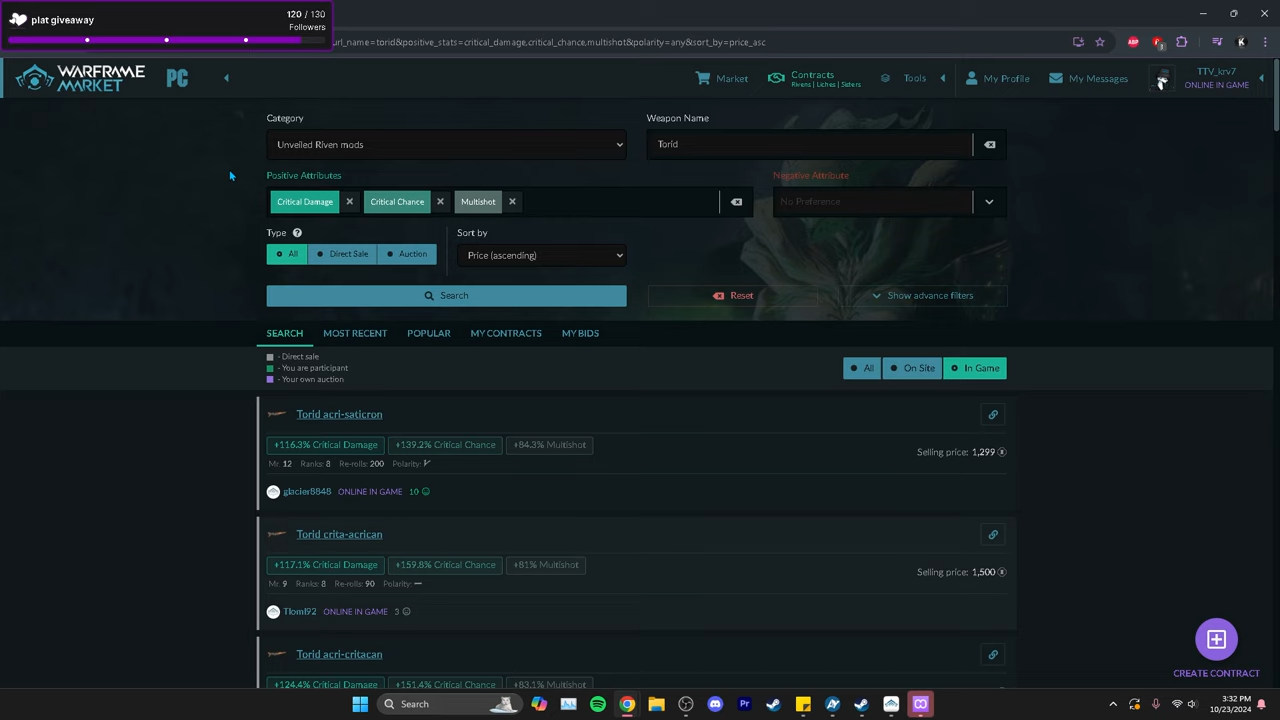 plat giveaway
120 / 130
Followers
rl_name=torid&positive_stats=critical_damage,critical_chance,multishot&polarity=any&sort_by=price_asc
WARFRAME
MARKET
PC
Market
Contracts
Rivens | Liches | Sisters
Tools
My Profile
My Messages
TTV_krv7
ONLINE IN GAME
Category
Weapon Name
Unveiled Riven mods
Torid
Positive Attributes
Negative Attribute
Critical Damage
Critical Chance
Multishot
No Preference
Type
Sort by
All
Direct Sale
Auction
Price (ascending)
Search
Reset
Show advance filters
SEARCH
MOST RECENT
POPULAR
MY CONTRACTS
MY BIDS
- Direct sale
- You are participant
- Your own auction
All
On Site
In Game
Torid acri-saticron
+116.3% Critical Damage
+139.2% Critical Chance
+84.3% Multishot
Selling price: 1,299
Mr. 12 Ranks: 8 Re-rolls: 200 Polarity:
glacier8848 ONLINE IN GAME 10
Torid crita-acrican
+117.1% Critical Damage
+159.8% Critical Chance
+81% Multishot
Selling price: 1,500
Mr. 9 Ranks: 8 Re-rolls: 90 Polarity:
ONLINE IN GAME 3
Torid acri-critacan
+124.4% Critical Damage
+151.4% Critical Chance
+83.1% Multishot
CREATE CONTRACT
Search
3:32 PM
10/23/2024